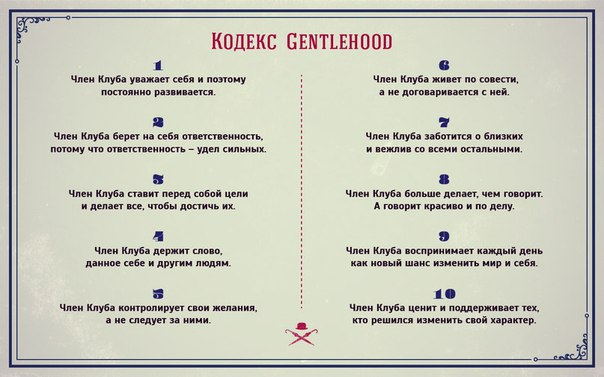 Кодекс Gentlehood
1
Член Клуба уважает себя и поэтому
постоянно развивается.
2
Член Клуба берет на себя ответственность,
потому что ответственность – удел сильных.
3
Член Клуба ставит перед собой цели
и делает все, чтобы достичь их.
4
Член Клуба держит слово,
данное себе и другим людям.
5
Член Клуба контролирует свои желания,
а не следует за ними.
6
Член Клуба живет по совести,
а не договаривается с ней.
7
Член Клуба заботится о близких
и вежлив со всеми остальными.
8
Член Клуба больше делает, чем говорит.
А говорит красиво и по делу.
9
Член Клуба воспринимает каждый день
как новый шанс изменить мир и себя.
10
Член Клуба ценит и поддерживает тех,
кто решился изменить свой характер.